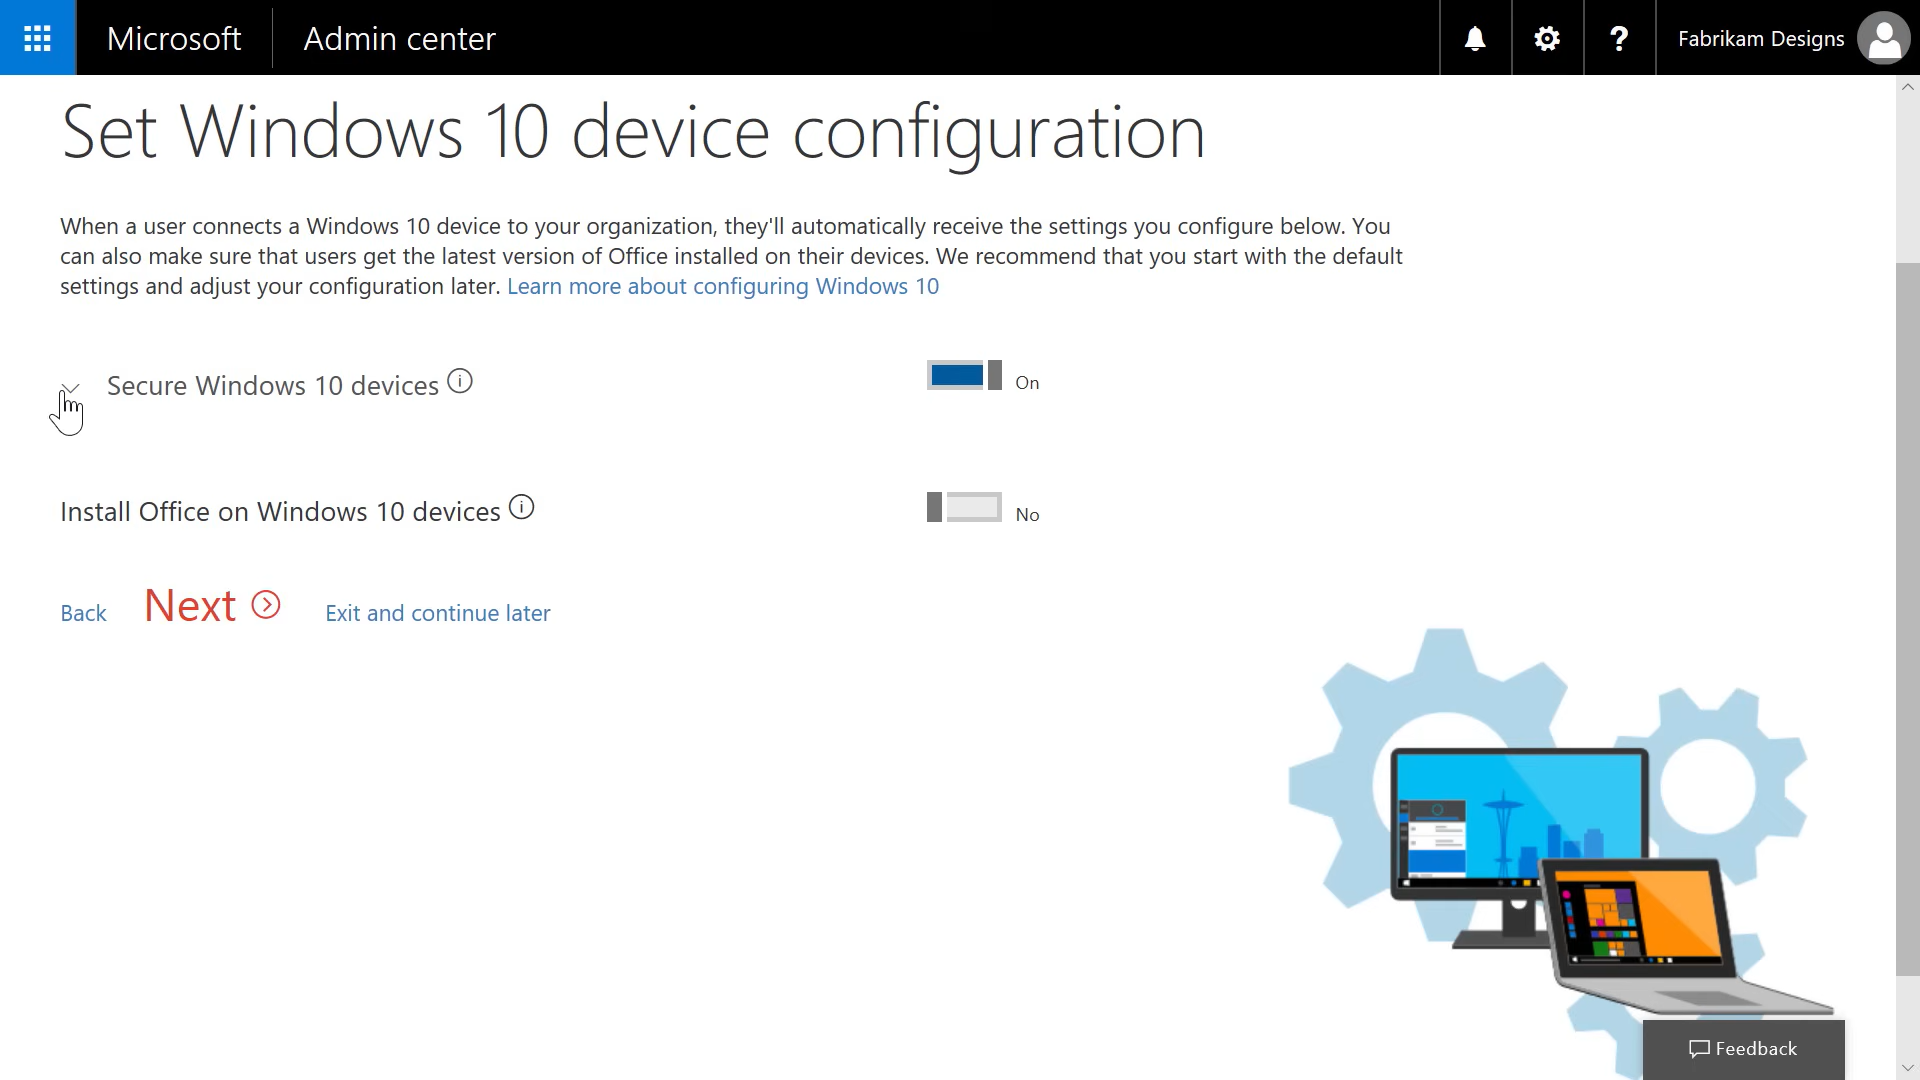 Microsoft Admin center ? Fabrikam Designs
Set Windows 10 device configuration
When a user connects a Windows 10 device to your organization, they'll automatically receive the settings you configure below. You
can also make sure that users get the latest version of Office installed on their devices. We recommend that you start with the default
settings and adjust your configuration later. Learn more about configuring Windows 10
Secure Windows 10 devices
On
Install Office on Windows 10 devices
No
Back Next Exit and continue later
Feedback